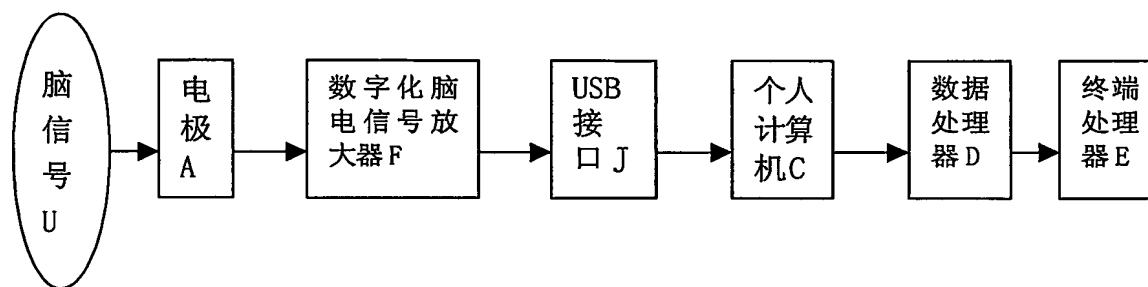 脑
信
号
U
电
极
A
数字化脑
电信号放
大器F
USB
接
口 J
个人
计算
机C
数据
处理
器D
终端
处理
器E